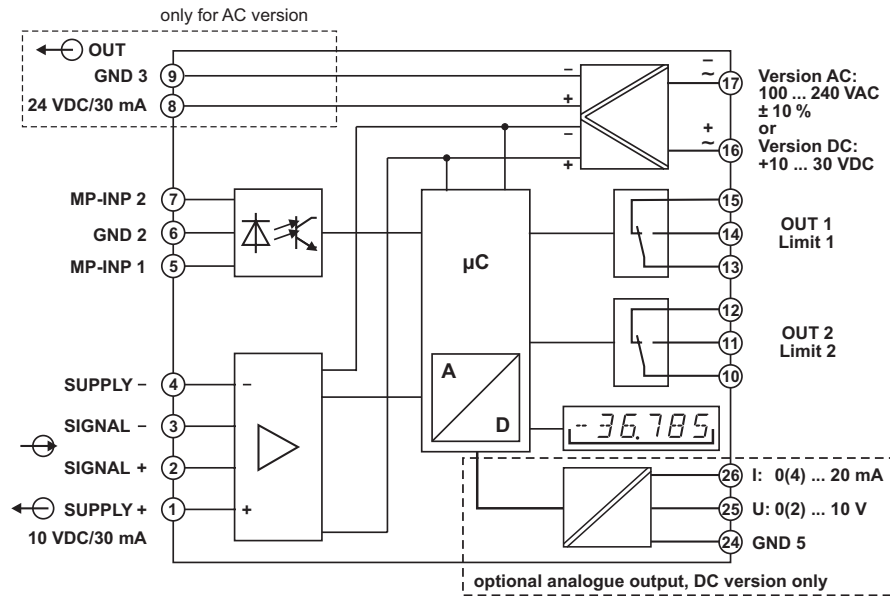 only for AC version
OUT
GND 3
9
24 VDC/30 mA
8
−
+
−
+
− ~
17
+ ~
16
Version AC:
100 ... 240 VAC
± 10 %
or
Version DC:
+10 ... 30 VDC
MP-INP 2
7
GND 2
6
MP-INP 1
5
µC
15
14
13
OUT 1
Limit 1
12
11
10
OUT 2
Limit 2
SUPPLY −
4
−
SIGNAL −
3
SIGNAL +
2
SUPPLY +
1
+
10 VDC/30 mA
A
D
-36.785
26
I: 0(4) ... 20 mA
25
U: 0(2) ... 10 V
24
GND 5
optional analogue output, DC version only